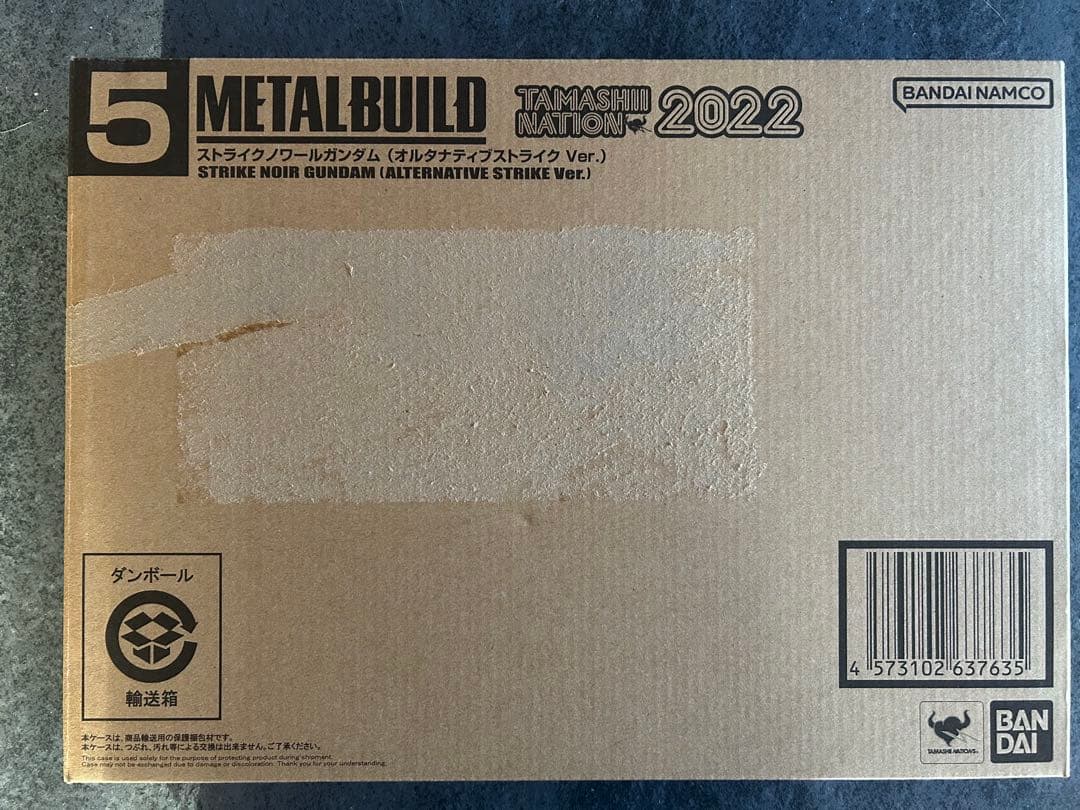 5
METAL BUILD
TAMASHII
NATION 2022
BANDAI NAMCO
ストライクノワールガンダム（オルタナティブストライク Ver.）
STRIKE NOIR GUNDAM (ALTERNATIVE STRIKE Ver.)
ダンボール
輸送箱
4 573102 637635
TAMASHII NATIONS
BAN
DAI
本ケースは、商品輸送用の保護梱包材です。
本ケースは、つぶれ、汚れ等による交換は出来ません。ご了承ください。
This case is used solely for the purpose of protecting product during shipment.
Case may not be exchanged due to damage or discoloration. Thank you for your understanding.